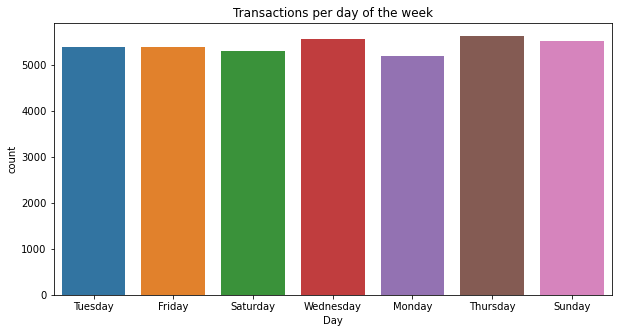 Transactions per day of the week
5000
4000
3000
2000
1000
0
count
Tuesday Friday Saturday Wednesday Monday Thursday Sunday
Day